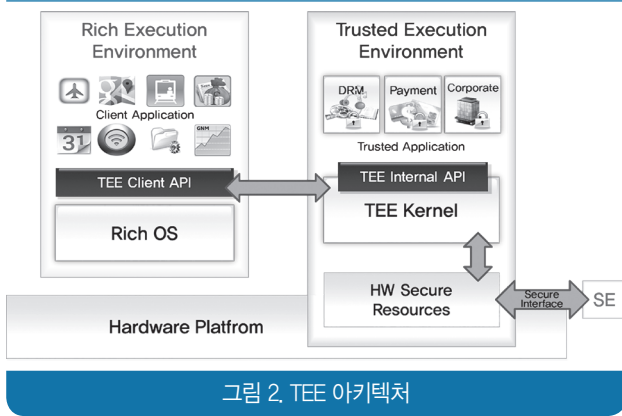 Rich Execution
Environment
Client Application
31
GNM
TEE Client API
Rich OS
Trusted Execution
Environment
DRM
Payment
Corporate
Trusted Application
TEE Internal API
TEE Kernel
HW Secure
Resources
Secure
Interface
SE
Hardware Platfrom
그림 2. TEE 아키텍처